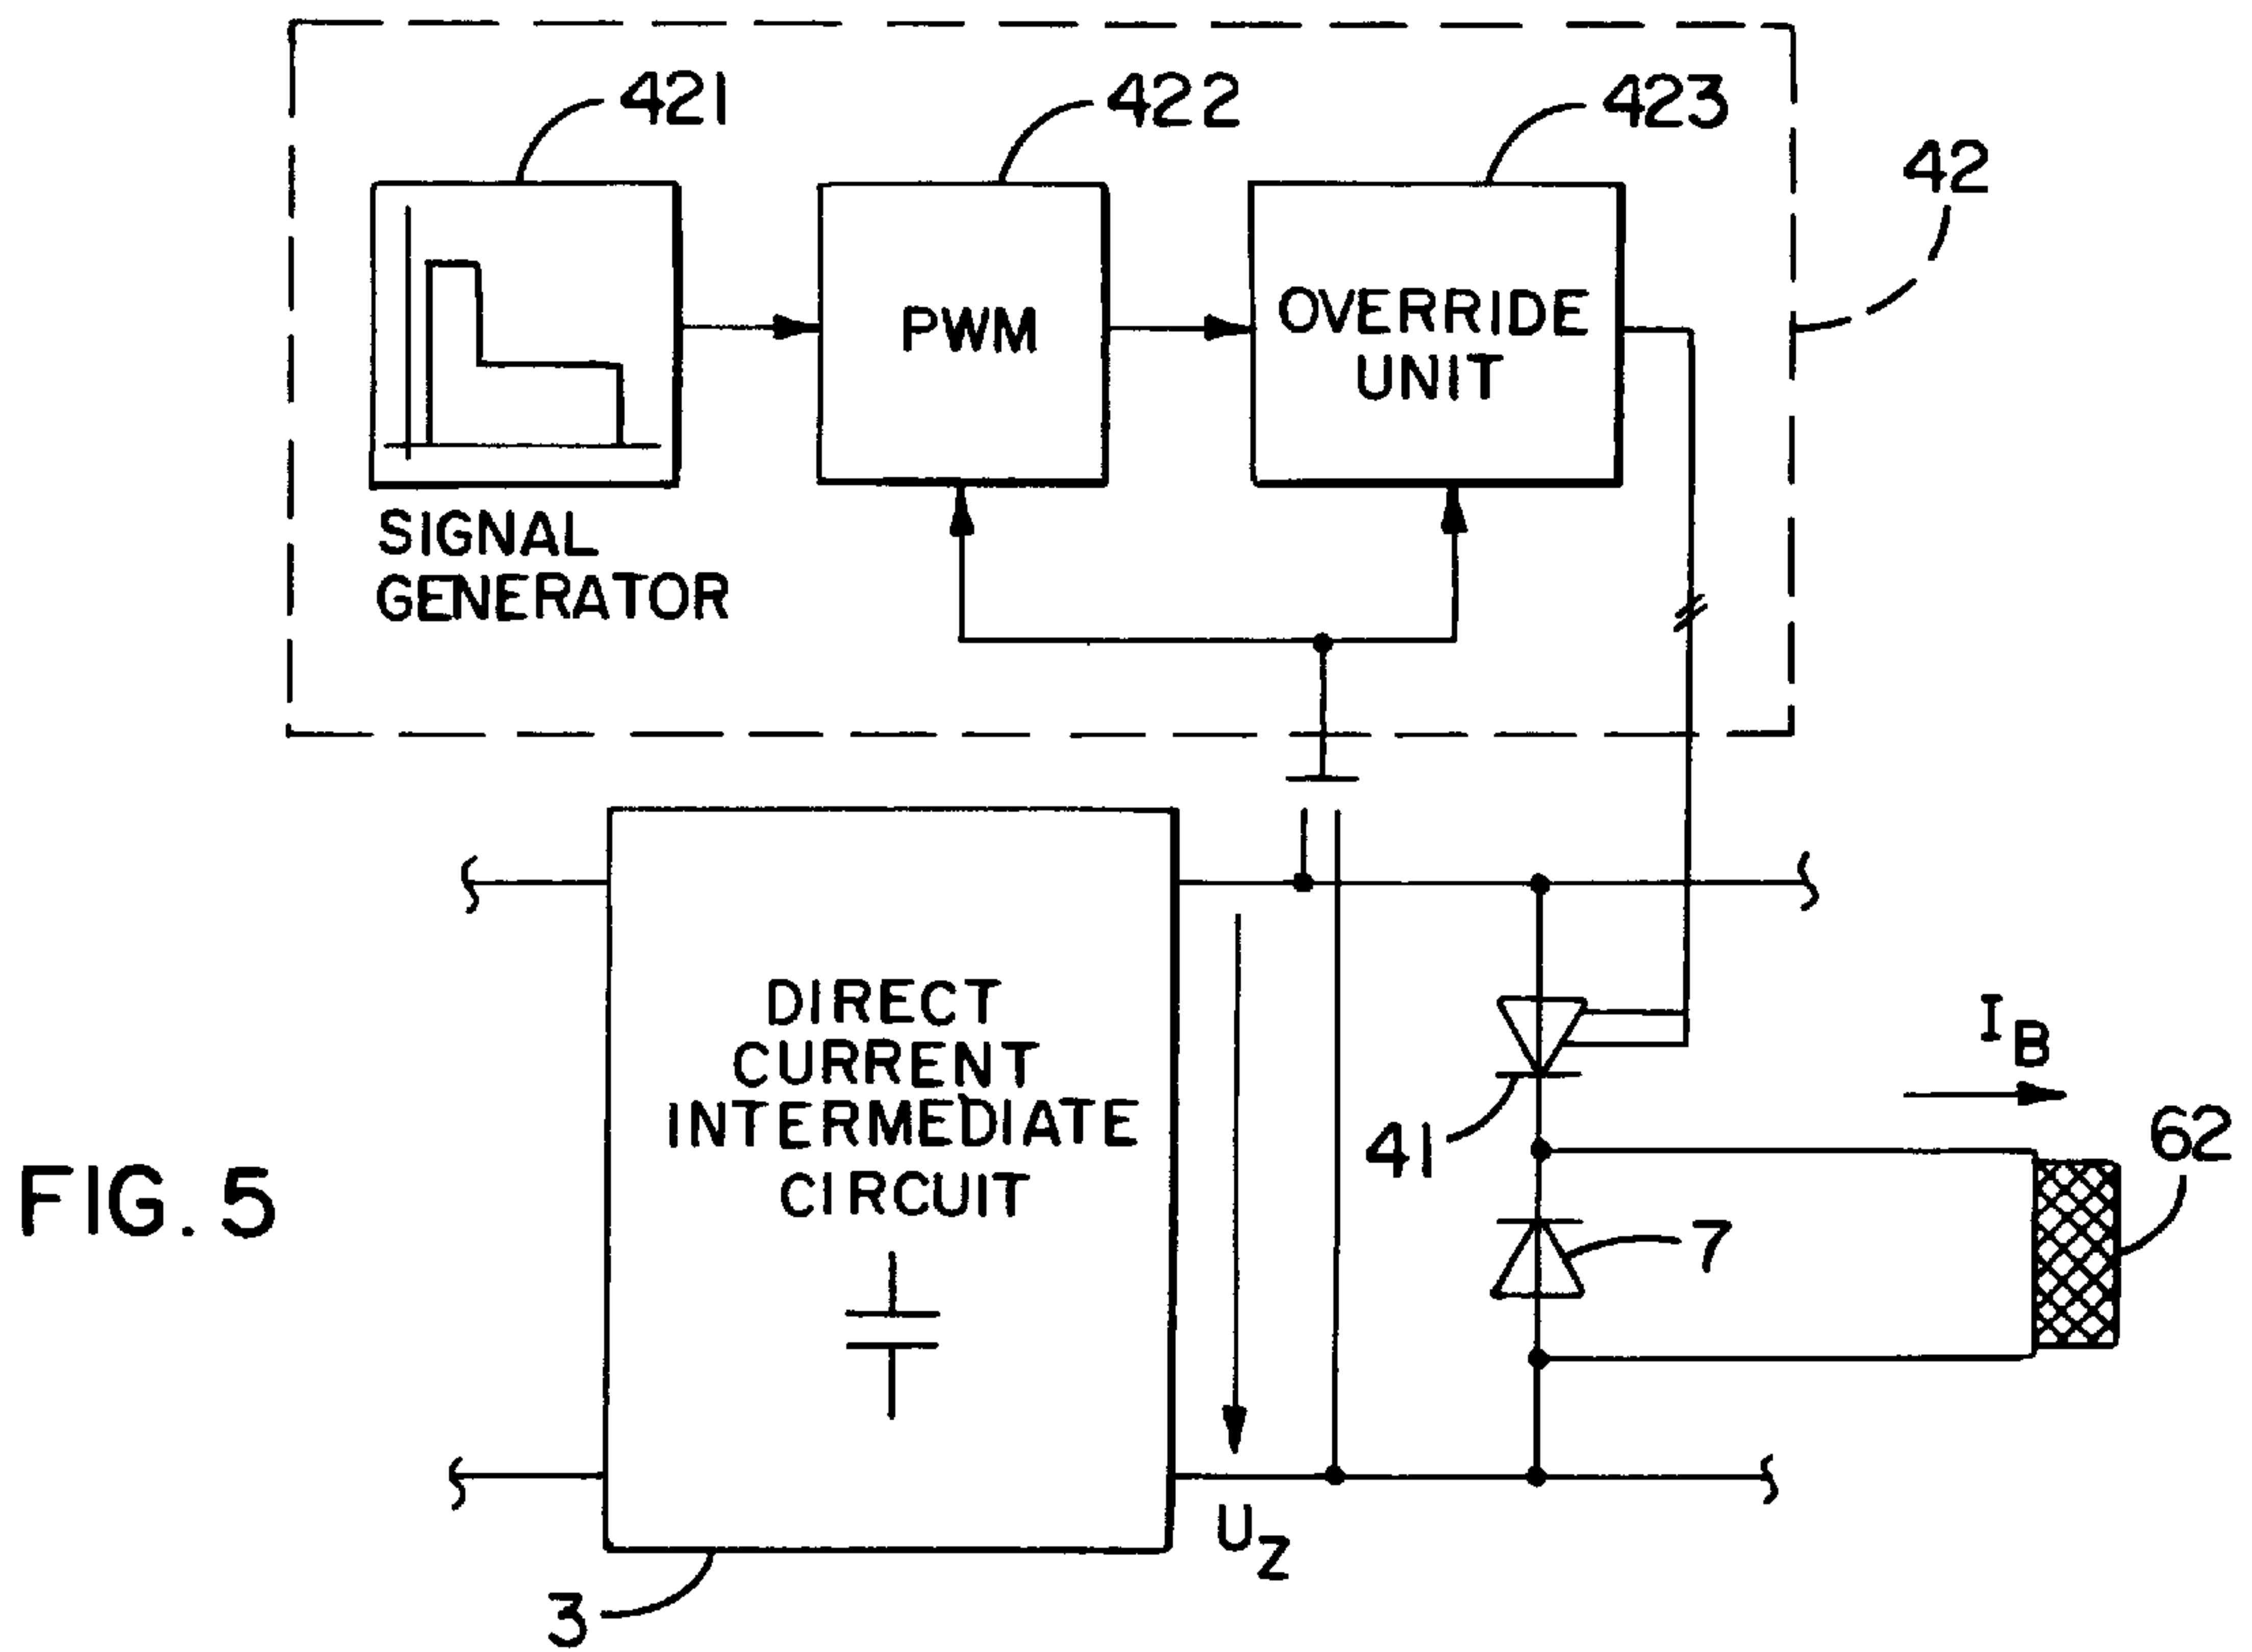 421
422
423
42
PWM
OVERRIDE
UNIT
SIGNAL
GENERATOR
DIRECT
CURRENT
INTERMEDIATE
CIRCUIT
I_B
41
62
7
FIG. 5
U_Z
3